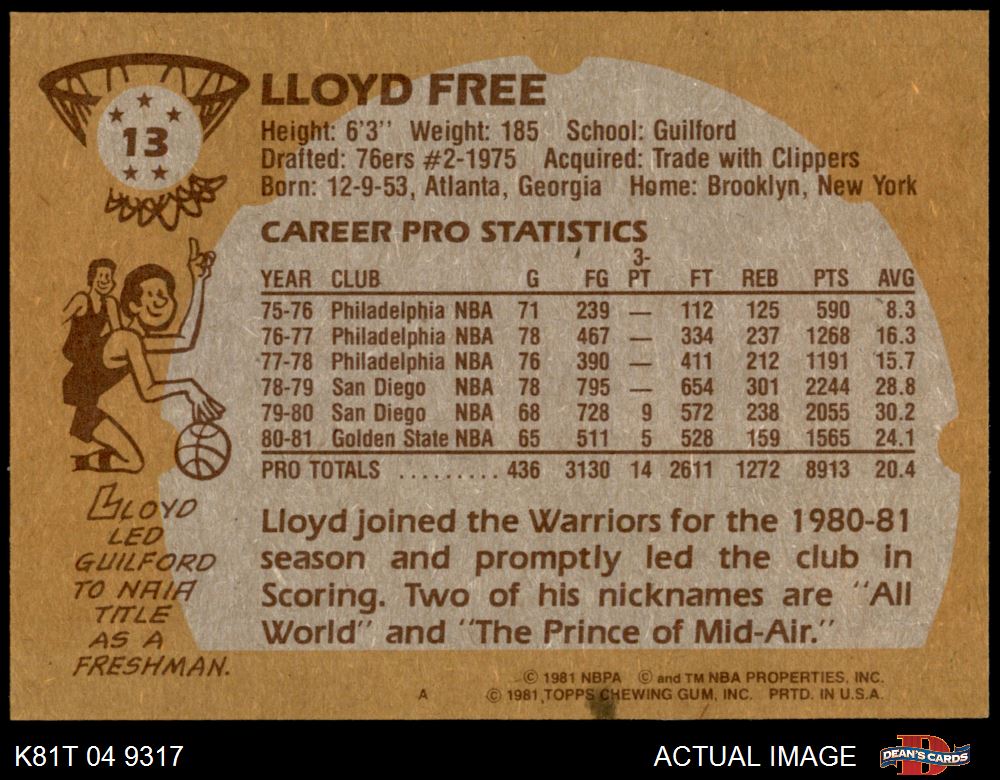 13
LLOYD FREE
Height: 6'3'' Weight: 185 School: Guilford
Drafted: 76ers #2-1975 Acquired: Trade with Clippers
Born: 12-9-53, Atlanta, Georgia Home: Brooklyn, New York
CAREER PRO STATISTICS
YEAR CLUB G FG 3-PT FT REB PTS AVG
75-76 Philadelphia NBA 71 239 — 112 125 590 8.3
76-77 Philadelphia NBA 78 467 — 334 237 1268 16.3
77-78 Philadelphia NBA 76 390 — 411 212 1191 15.7
78-79 San Diego NBA 78 795 — 654 301 2244 28.8
79-80 San Diego NBA 68 728 9 572 238 2055 30.2
80-81 Golden State NBA 65 511 5 528 159 1565 24.1
PRO TOTALS ......... 436 3130 14 2611 1272 8913 20.4
LLOYD
LED
GUILFORD
TO NAIA
TITLE
AS A
FRESHMAN.
Lloyd joined the Warriors for the 1980-81
season and promptly led the club in
Scoring. Two of his nicknames are "All
World" and "The Prince of Mid-Air."
© 1981 NBPA © and TM NBA PROPERTIES, INC.
A © 1981, TOPPS CHEWING GUM, INC. PRTD. IN U.S.A.
K81T 04 9317 ACTUAL IMAGE DEAN'S CARDS